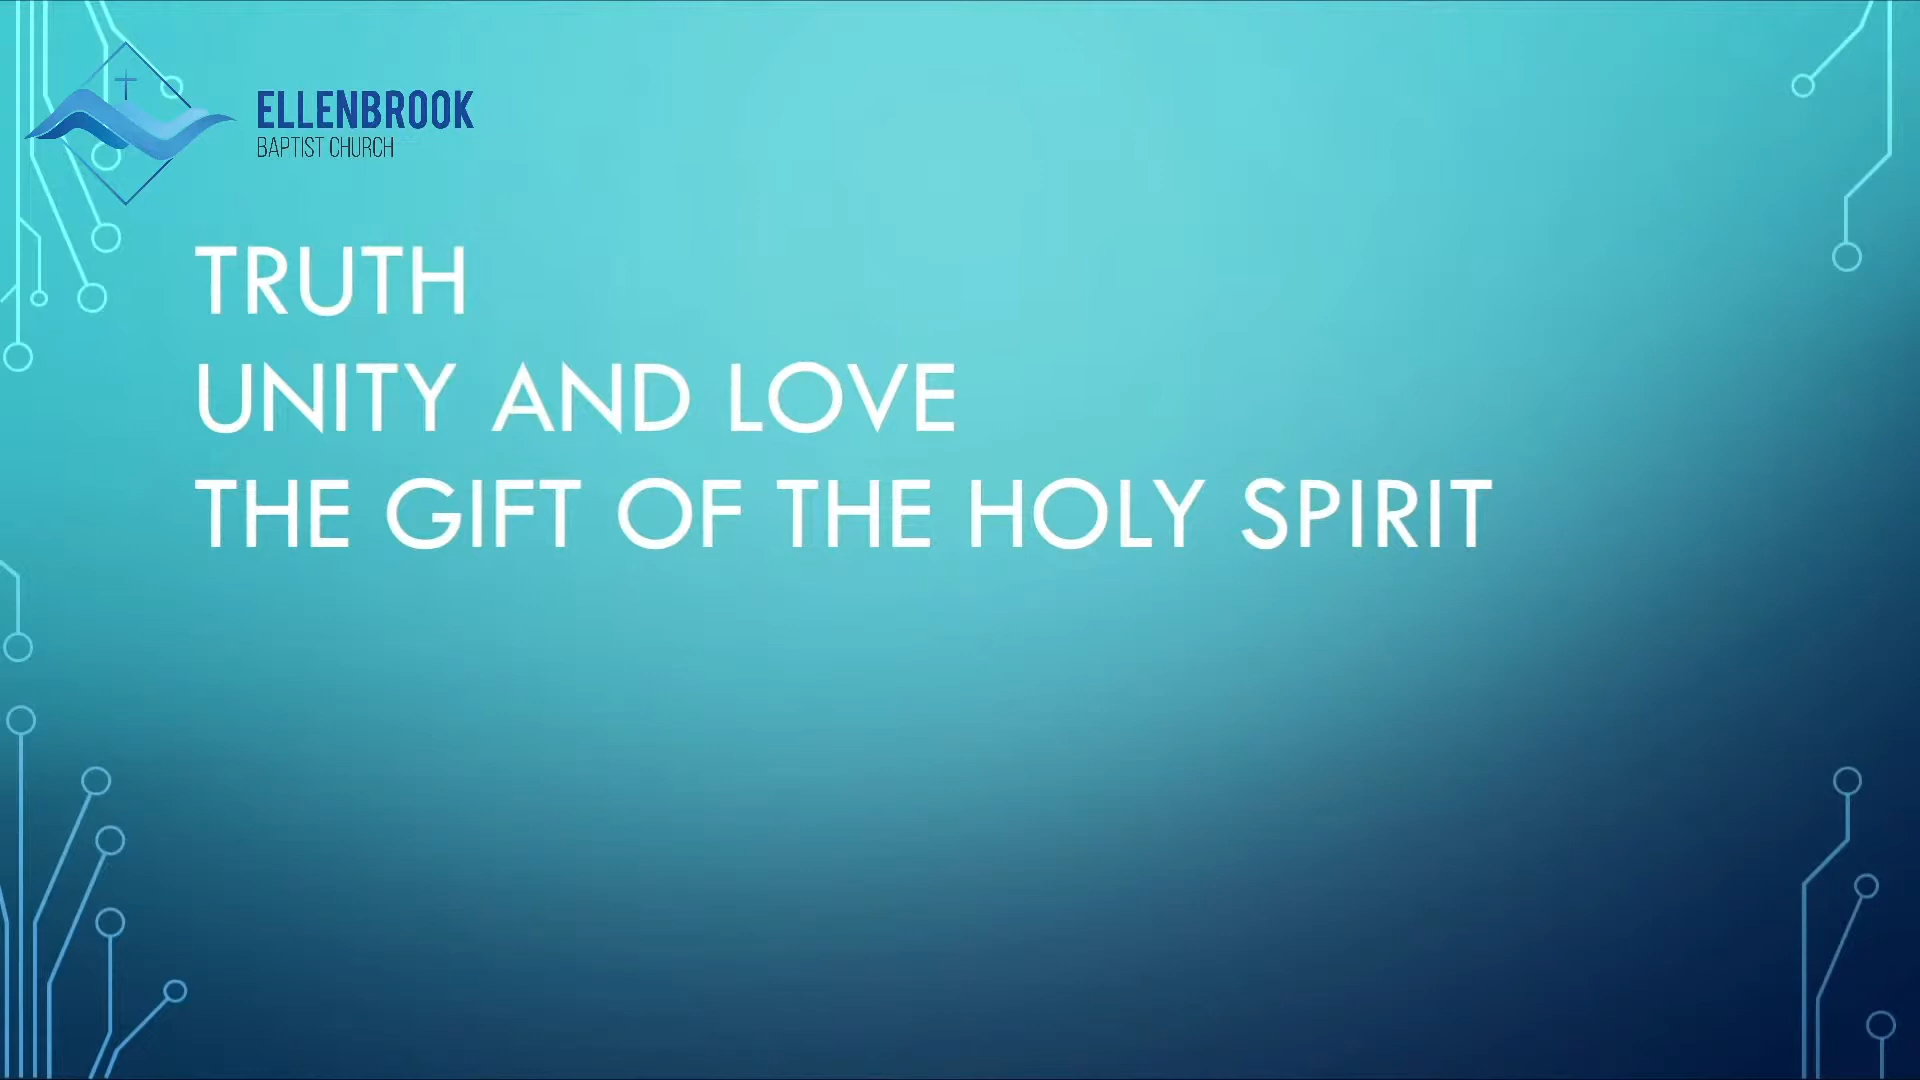 ELLENBROOK
BAPTIST CHURCH
TRUTH
UNITY AND LOVE
THE GIFT OF THE HOLY SPIRIT